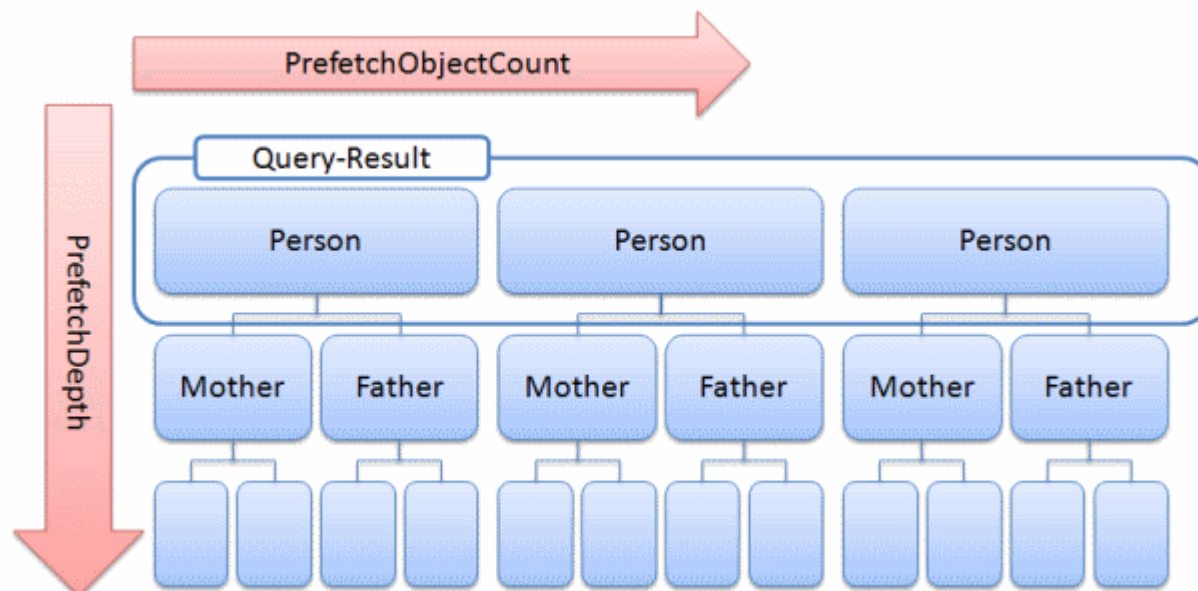 PrefetchObjectCount
PrefetchDepth
Query-Result
Person Person Person
Mother Father Mother Father Mother Father